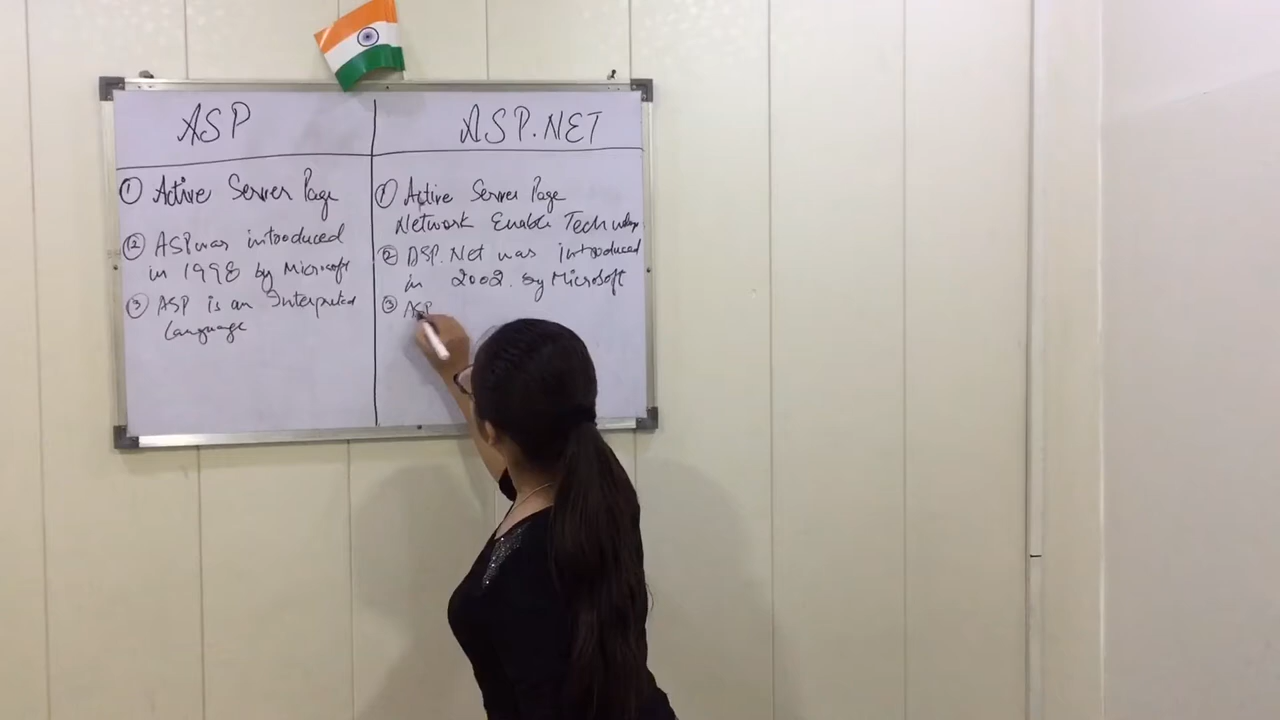 ASP
① Active Server Page
② ASP was introduced
in 1998 by Microsoft
③ ASP is an Interpreted
Language
ASP.NET
① Active Server Page
Network Enable Technology
② ASP.Net was introduced
in 2002. by Microsoft
③ ASP